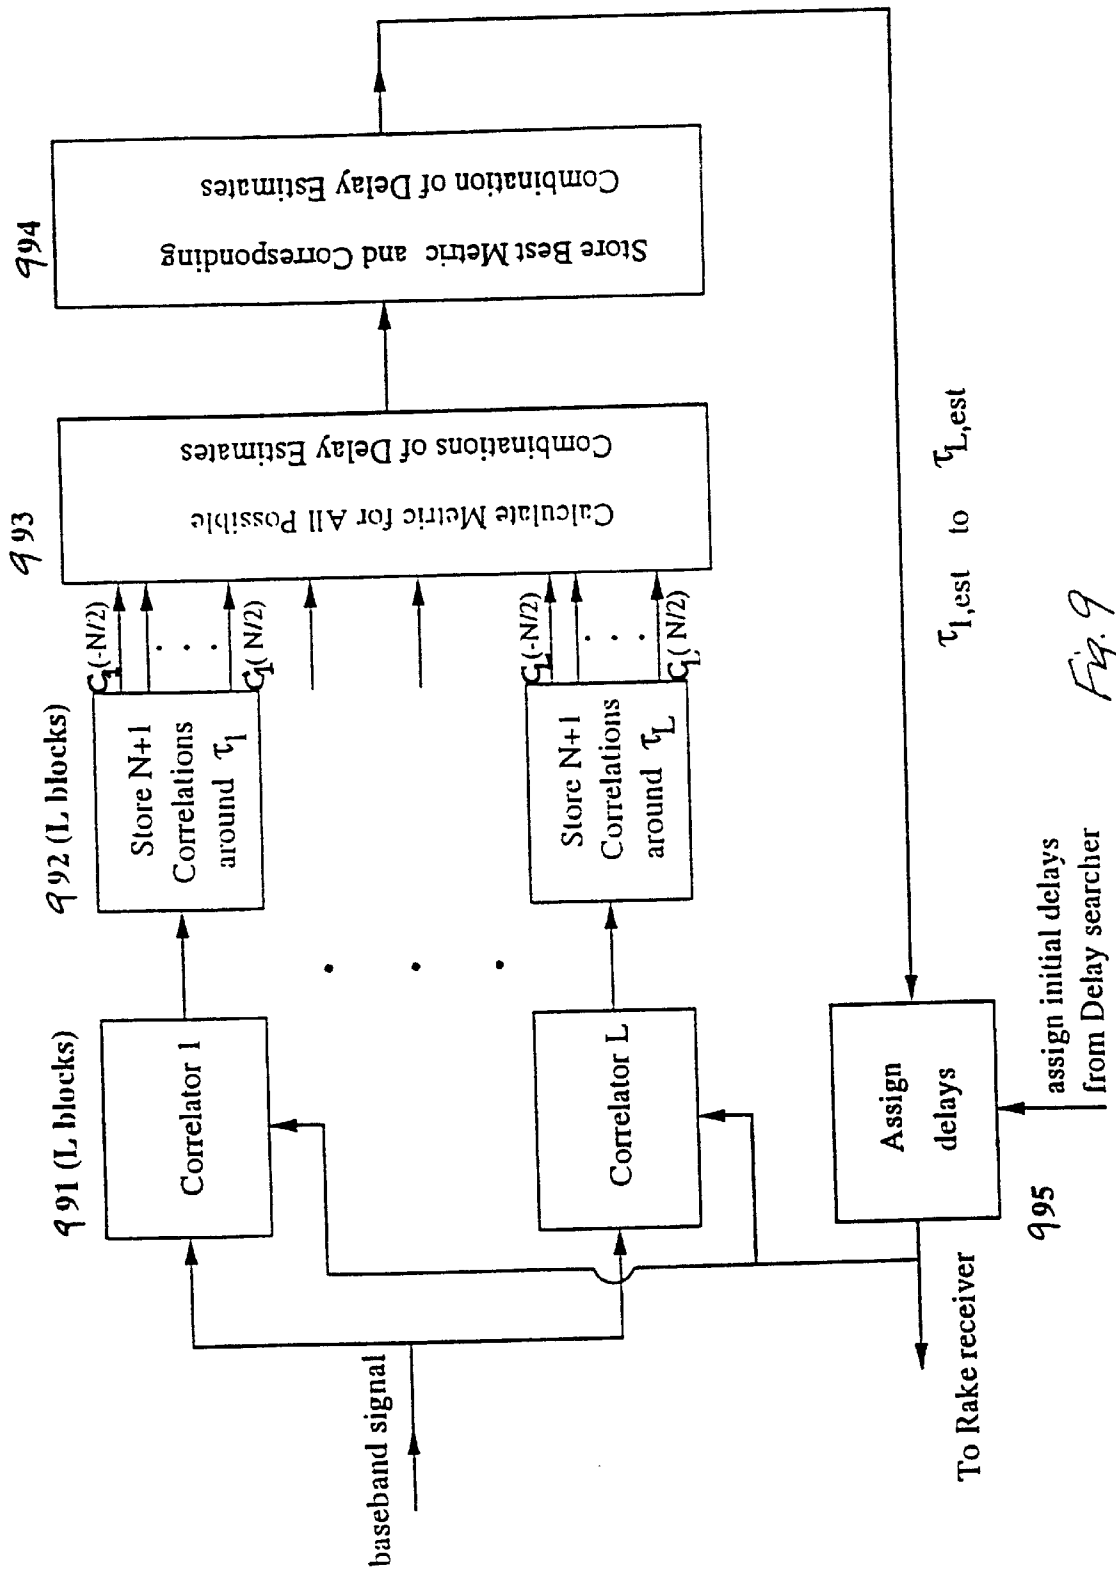 991 (L blocks)
992 (L blocks)
993
994
baseband signal
Correlator 1
Store N+1
Correlations
around τ1
C1(-N/2)
. . .
C1( N/2)
Calculate Metric for All Possible
Combinations of Delay Estimates
Store Best Metric and Corresponding
Combination of Delay Estimates
. . .
Correlator L
Store N+1
Correlations
around τL
CL(-N/2)
. . .
CL( N/2)
Assign
delays
τ1,est to τL,est
To Rake receiver
995
assign initial delays
from Delay searcher
Fig. 9